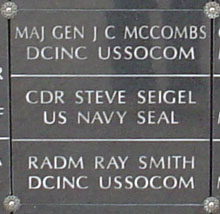 MAJ GEN J C MCCOMBS
DCINC USSOCOM
CDR STEVE SEIGEL
US NAVY SEAL
RADM RAY SMITH
DCINC USSOCOM